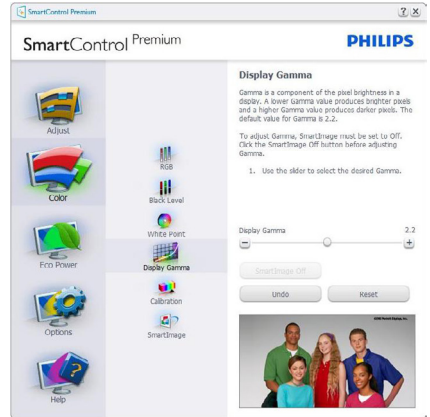 SmartControl Premium
SmartControl Premium
PHILIPS
Adjust
Color
Eco Power
Options
Help
RGB
Black Level
White Point
Display Gamma
Calibration
SmartImage
Display Gamma
Gamma is a component of the pixel brightness in a
display. A lower Gamma value produces brighter pixels
and a higher Gamma value produces darker pixels. The
default value for Gamma is 2.2.
To adjust Gamma, SmartImage must be set to Off.
Click the SmartImage Off button before adjusting
Gamma.
1. Use the slider to select the desired Gamma.
Display Gamma 2.2
SmartImage Off
Undo Reset